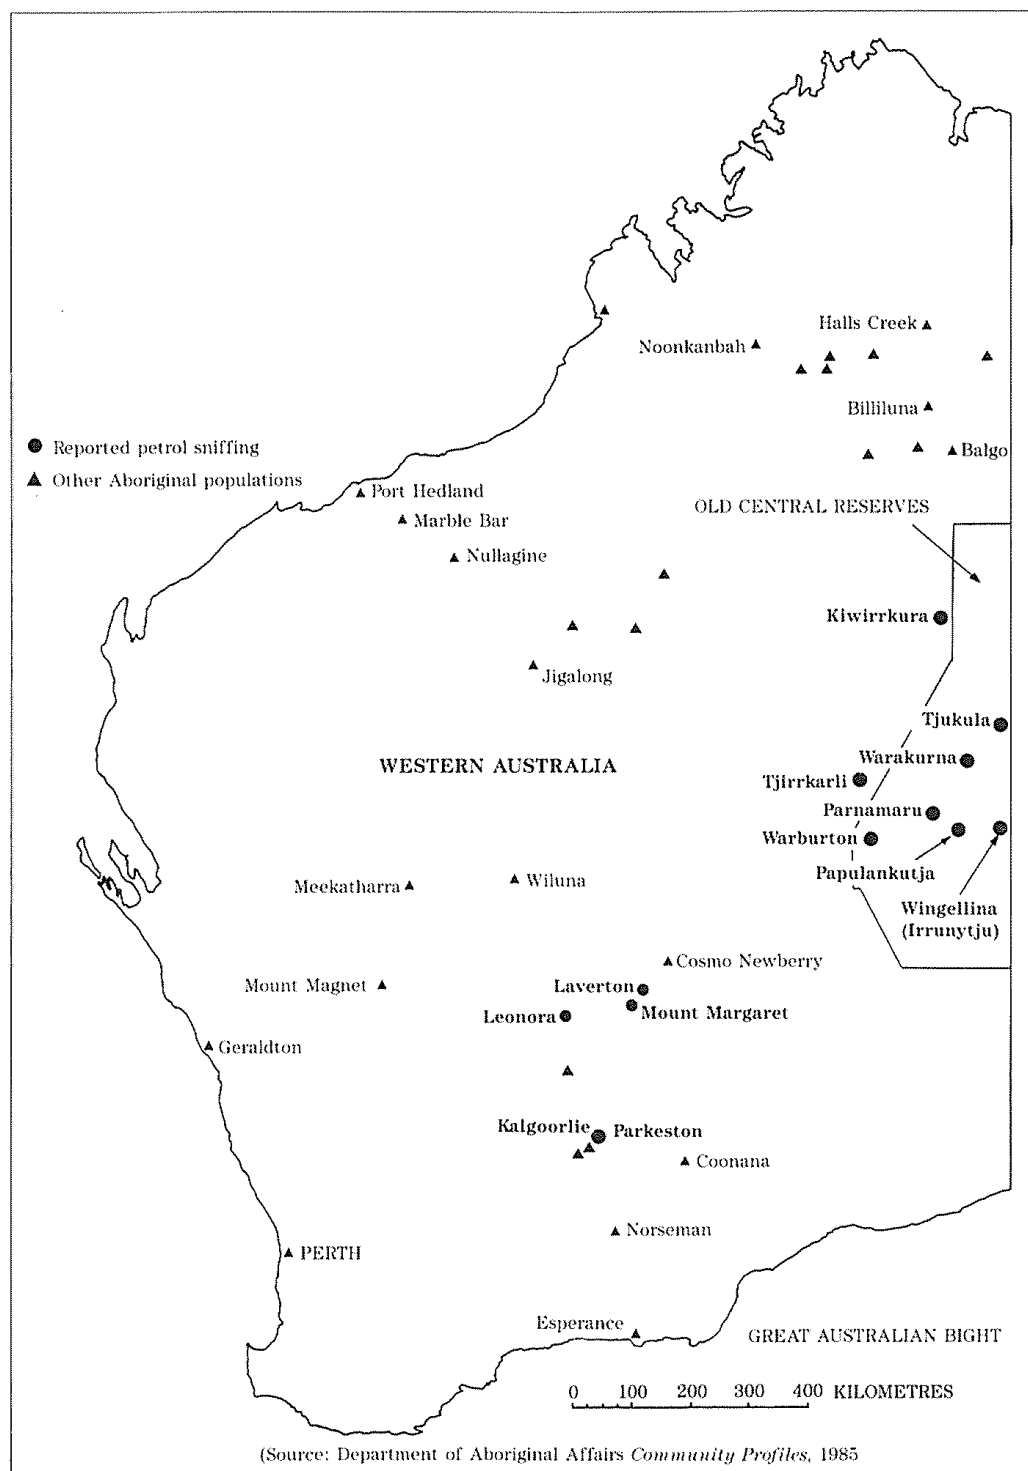 Halls Creek
Noonkanbah
Billiluna
Reported petrol sniffing
Balgo
Other Aboriginal populations
Port Hedland
OLD CENTRAL RESERVES
Marble Bar
Nullagine
Kiwirrkura
Jigalong
Tjukula
WESTERN AUSTRALIA
Warakurna
Tjirrkarli
Parnamaru
Warburton
Papulankutja
Meekatharra
Wiluna
Wingellina
(Irrunytju)
Cosmo Newberry
Mount Magnet
Laverton
Mount Margaret
Leonora
Geraldton
Kalgoorlie
Parkeston
Coonana
Norseman
PERTH
Esperance
GREAT AUSTRALIAN BIGHT
0 100 200 300 400 KILOMETRES
(Source: Department of Aboriginal Affairs Community Profiles, 1985